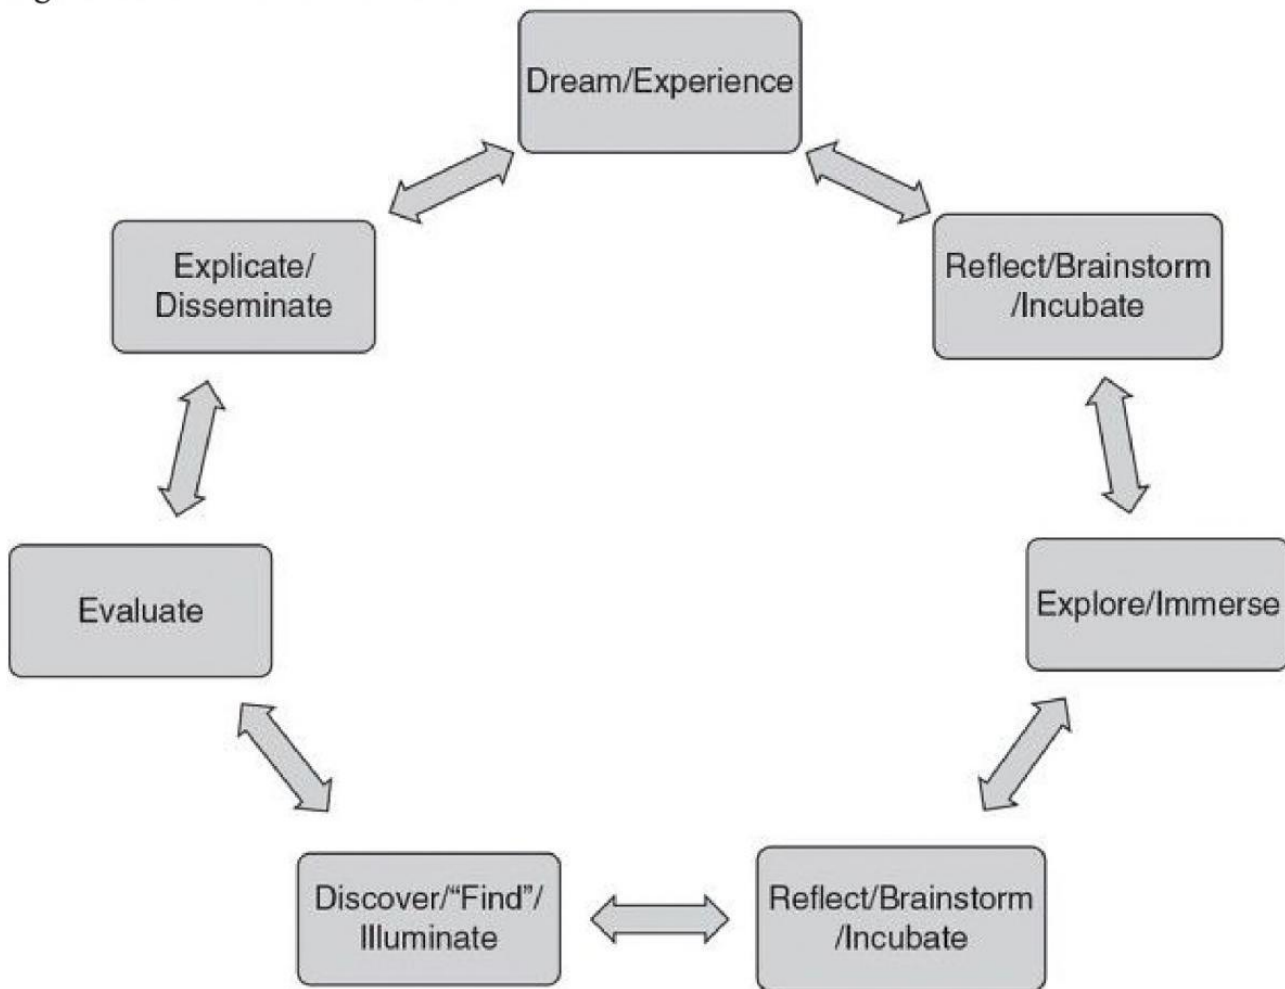 Dream/Experience
Reflect/Brainstorm
/Incubate
Explore/Immerse
Reflect/Brainstorm
/Incubate
Discover/“Find”/
Illuminate
Evaluate
Explicate/
Disseminate